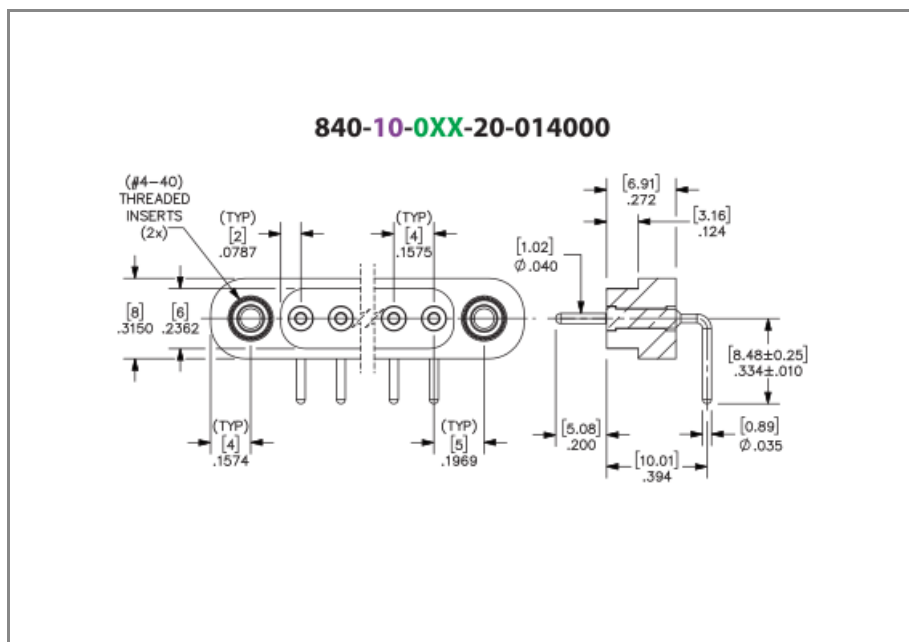 840-10-0XX-20-014000
(#4-40)
THREADED
INSERTS
(2x)
(TYP)
[2]
.0787
(TYP)
[4]
.1575
[8]
.3150
[6]
.2362
(TYP)
[4]
.1574
(TYP)
[5]
.1969
[6.91]
.272
[3.16]
.124
[1.02]
Ø.040
[8.48±0.25]
.334±.010
[5.08]
.200
[0.89]
Ø.035
[10.01]
.394